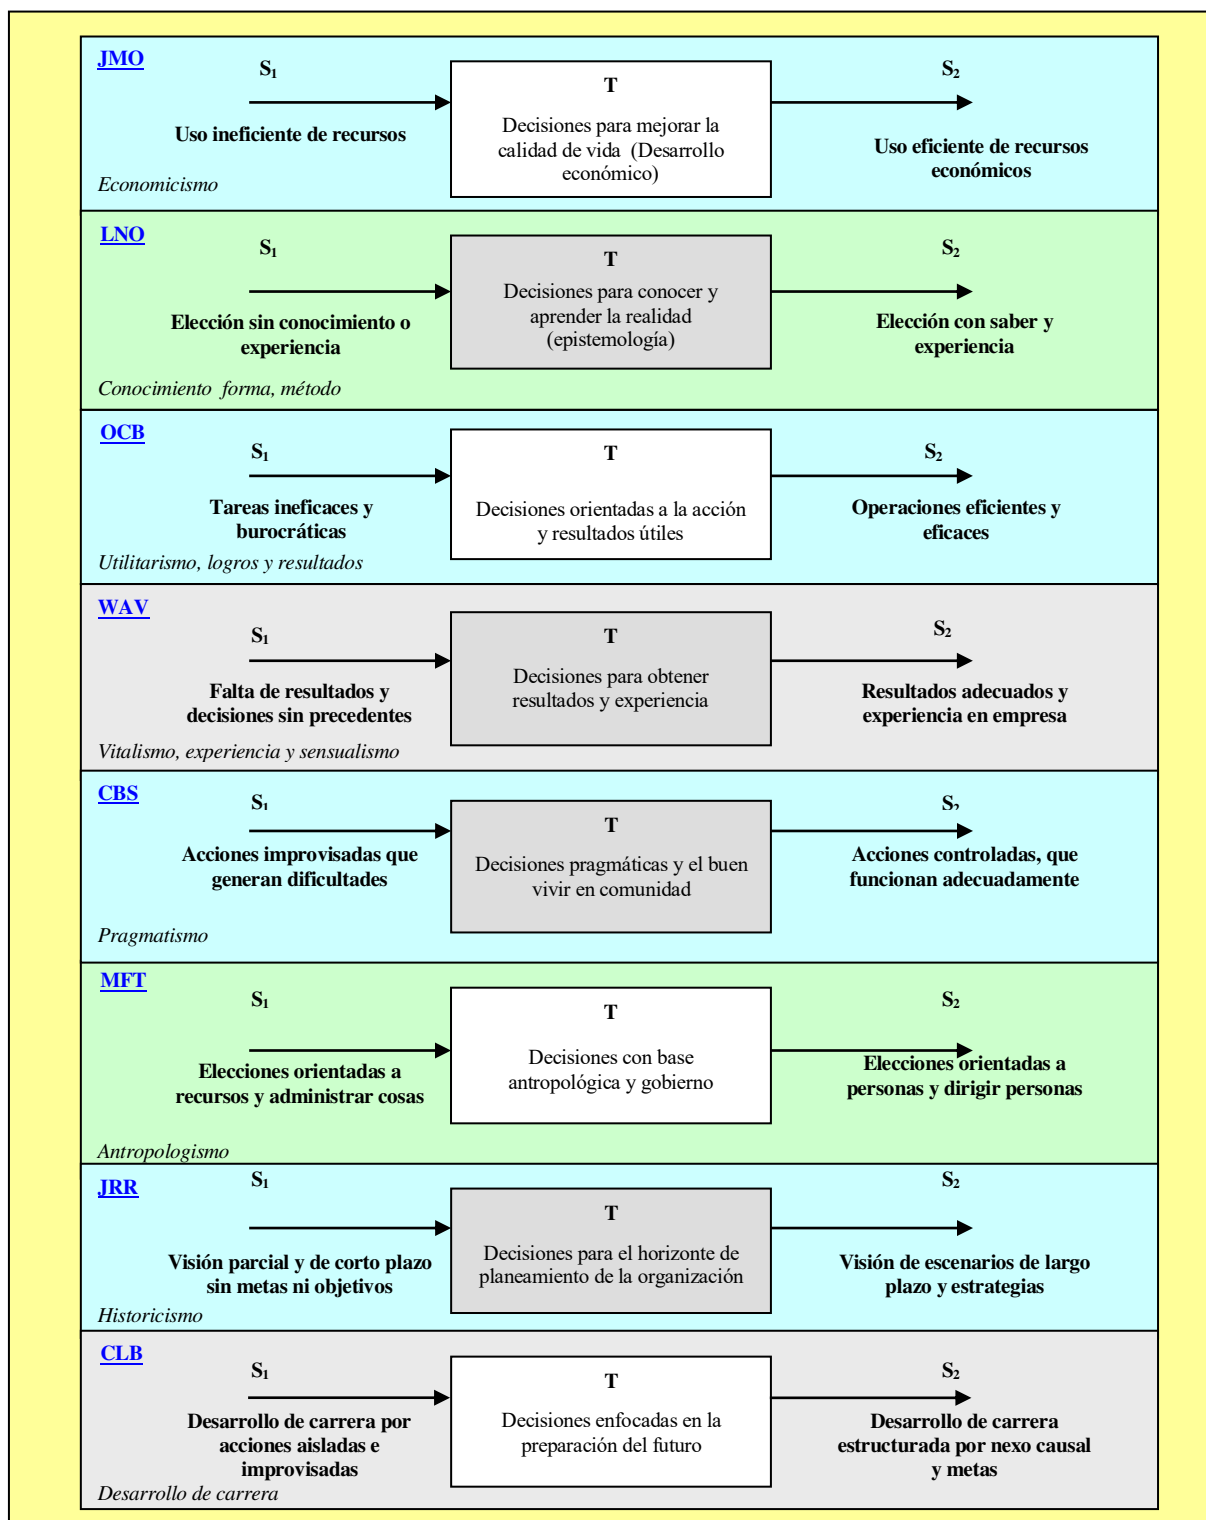 JMO
S1
T
S2
Uso ineficiente de recursos
Decisiones para mejorar la
calidad de vida (Desarrollo
económico)
Uso eficiente de recursos
económicos
Economicismo
LNO
S1
T
S2
Elección sin conocimiento o
experiencia
Decisiones para conocer y
aprender la realidad
(epistemología)
Elección con saber y
experiencia
Conocimiento forma, método
OCB
S1
T
S2
Tareas ineficaces y
burocráticas
Decisiones orientadas a la acción
y resultados útiles
Operaciones eficientes y
eficaces
Utilitarismo, logros y resultados
WAV
S1
T
S2
Falta de resultados y
decisiones sin precedentes
Decisiones para obtener
resultados y experiencia
Resultados adecuados y
experiencia en empresa
Vitalismo, experiencia y sensualismo
CBS
S1
T
S2
Acciones improvisadas que
generan dificultades
Decisiones pragmáticas y el buen
vivir en comunidad
Acciones controladas, que
funcionan adecuadamente
Pragmatismo
MFT
S1
T
S2
Elecciones orientadas a
recursos y administrar cosas
Decisiones con base
antropológica y gobierno
Elecciones orientadas a
personas y dirigir personas
Antropologismo
JRR
S1
T
S2
Visión parcial y de corto plazo
sin metas ni objetivos
Decisiones para el horizonte de
planeamiento de la organización
Visión de escenarios de largo
plazo y estrategias
Historicismo
CLB
S1
T
S2
Desarrollo de carrera por
acciones aisladas e
improvisadas
Decisiones enfocadas en la
preparación del futuro
Desarrollo de carrera
estructurada por nexo causal
y metas
Desarrollo de carrera